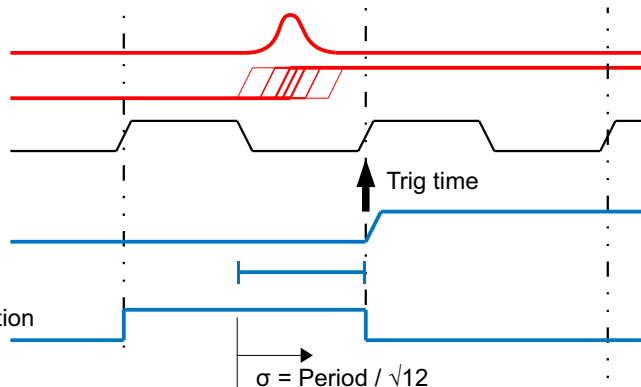 Trig time
tion
σ = Period / √12